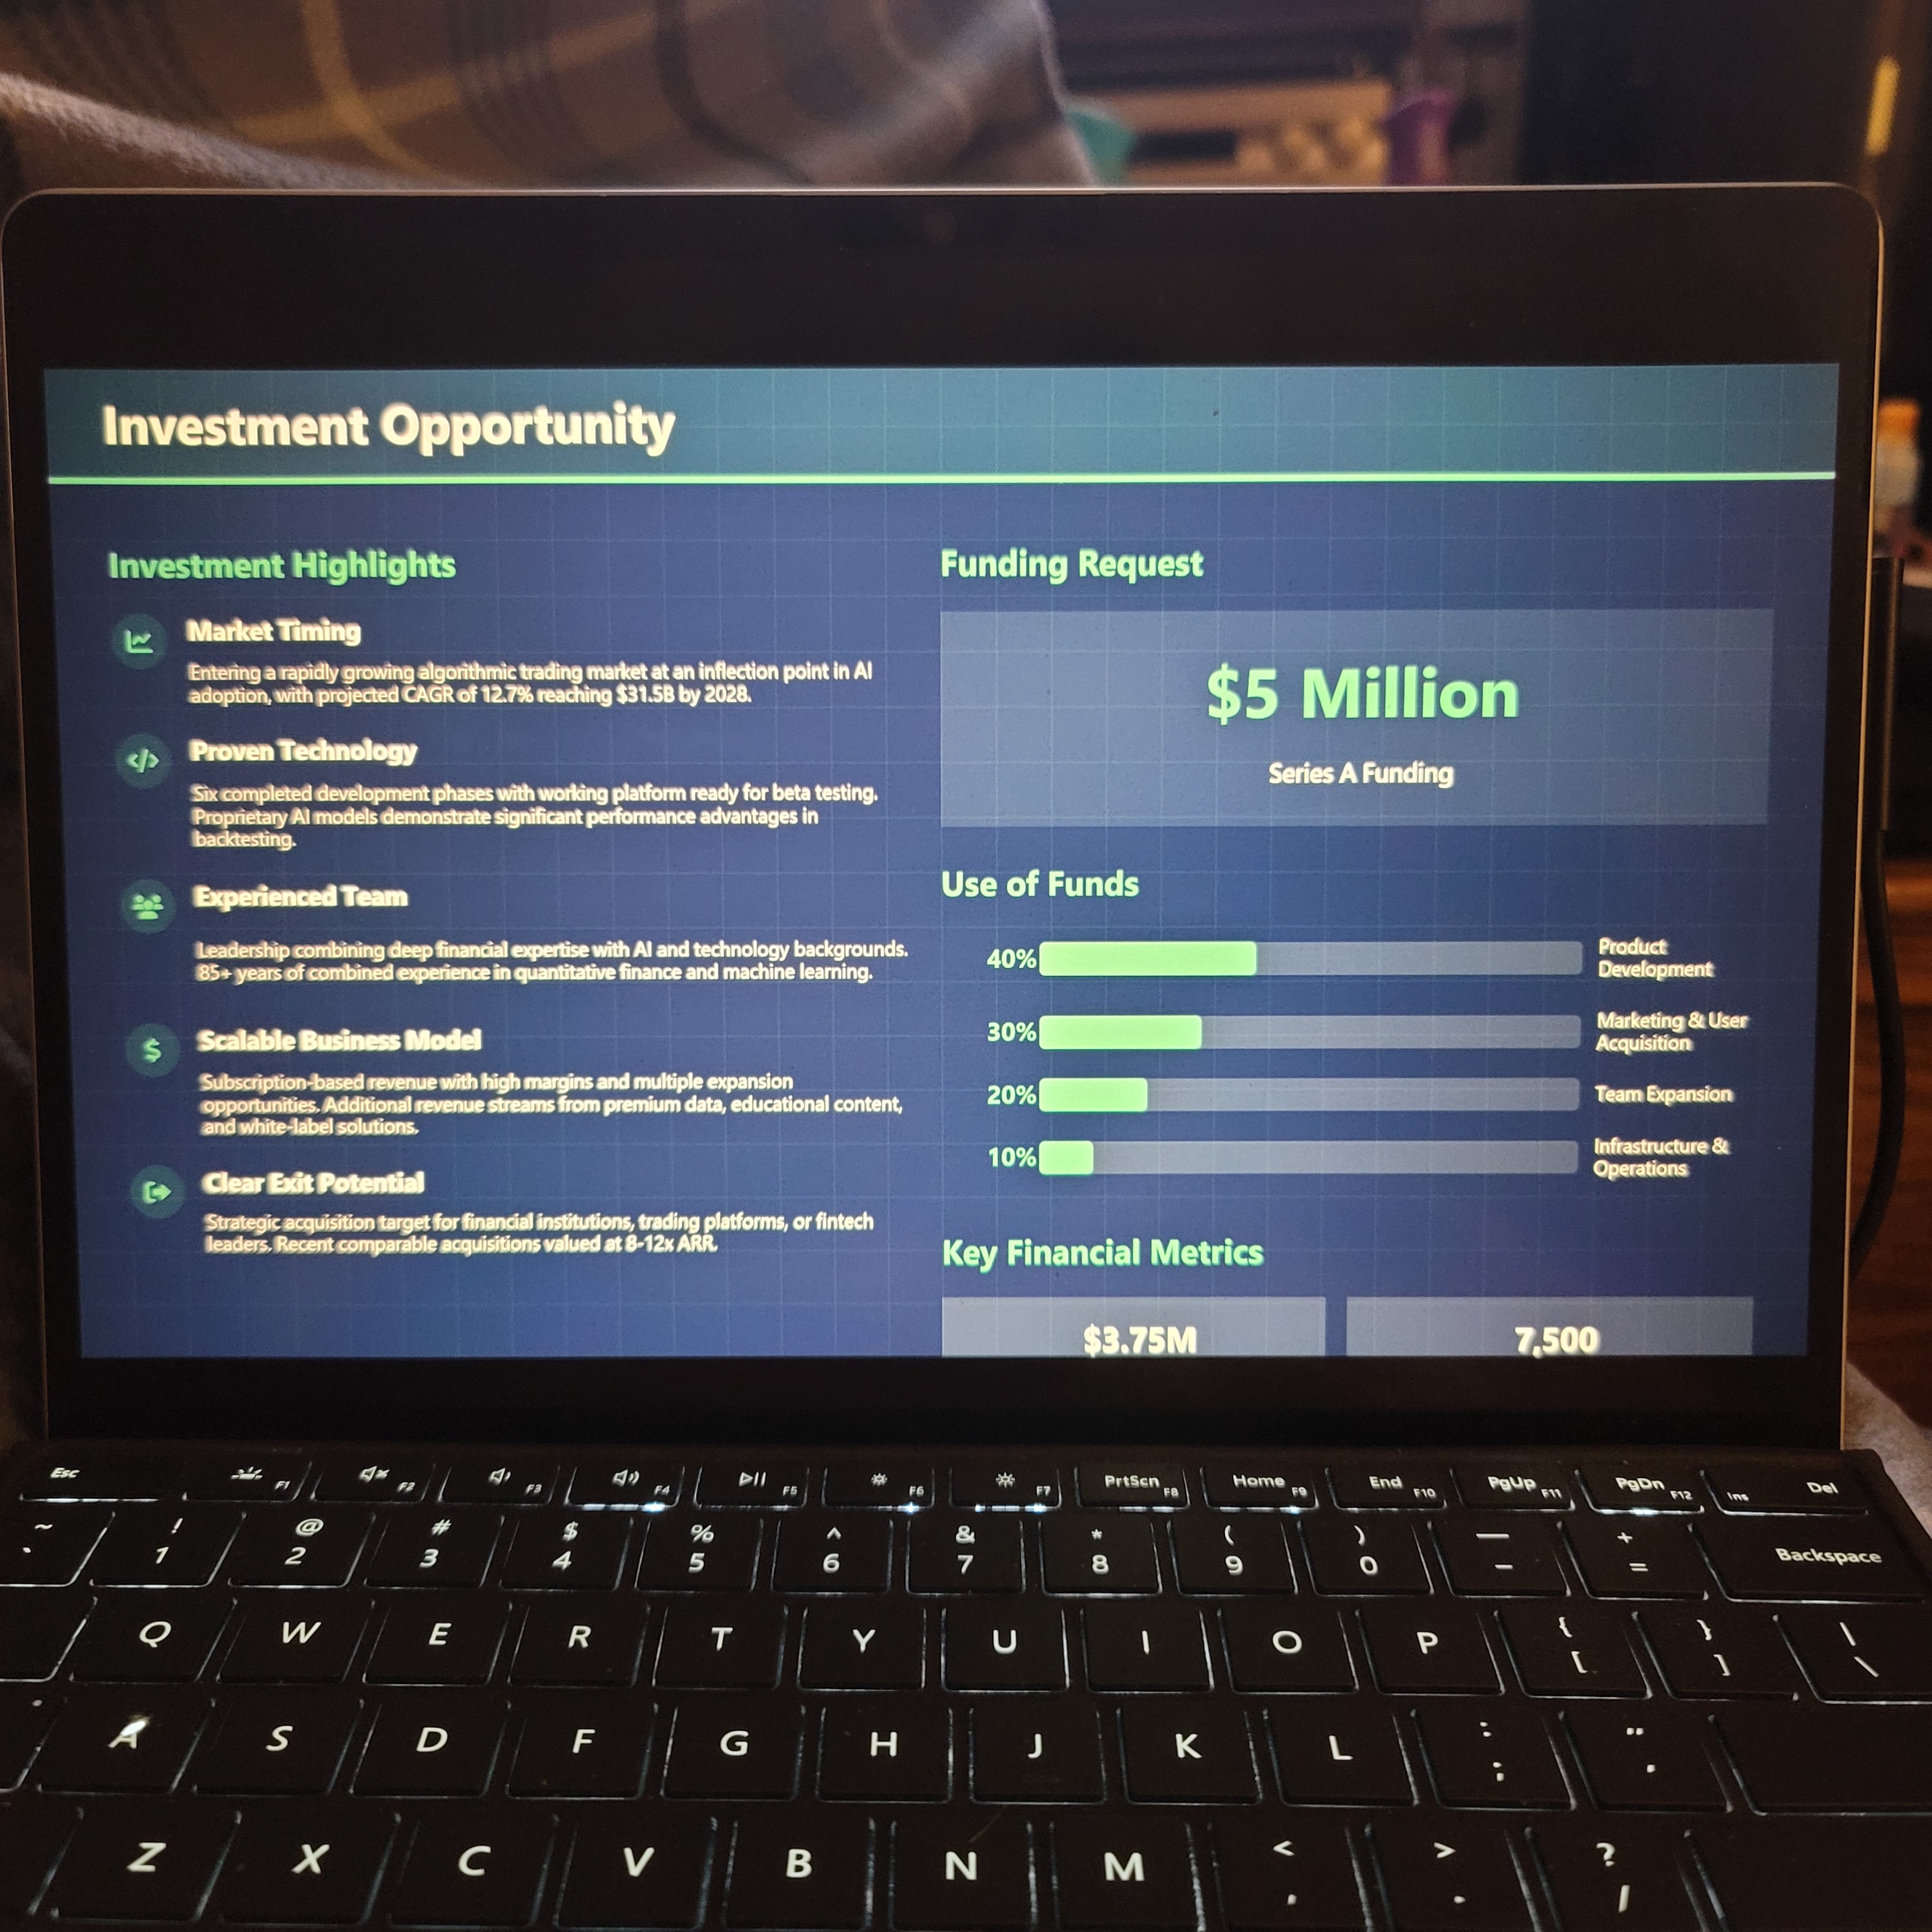 Investment Opportunity
Investment Highlights
Market Timing
Entering a rapidly growing algorithmic trading market at an inflection point in AI
adoption, with projected CAGR of 12.7% reaching $31.5B by 2028.
</> Proven Technology
Six completed development phases with working platform ready for beta testing.
Proprietary AI models demonstrate significant performance advantages in
backtesting.
Experienced Team
Leadership combining deep financial expertise with AI and technology backgrounds.
85+ years of combined experience in quantitative finance and machine learning.
$ Scalable Business Model
Subscription-based revenue with high margins and multiple expansion
opportunities. Additional revenue streams from premium data, educational content,
and white-label solutions.
Clear Exit Potential
Strategic acquisition target for financial institutions, trading platforms, or fintech
leaders. Recent comparable acquisitions valued at 8-12x ARR.
Funding Request
$5 Million
Series A Funding
Use of Funds
40% Product
Development
30% Marketing & User
Acquisition
20% Team Expansion
10% Infrastructure &
Operations
Key Financial Metrics
$3.75M 7,500
Esc F1 F2 F3 F4 F5 F6 F7 PrtScn F8 Home F9 End F10 PgUp F11 PgDn F12 Ins Del
~ ! @ # $ % ^ & * ( ) — +
` 1 2 3 4 5 6 7 8 9 0 - = Backspace
Q W E R T Y U I O P { } |
[ ] \
A S D F G H J K L : "
; '
Z X C V B N M < > ?
, . /